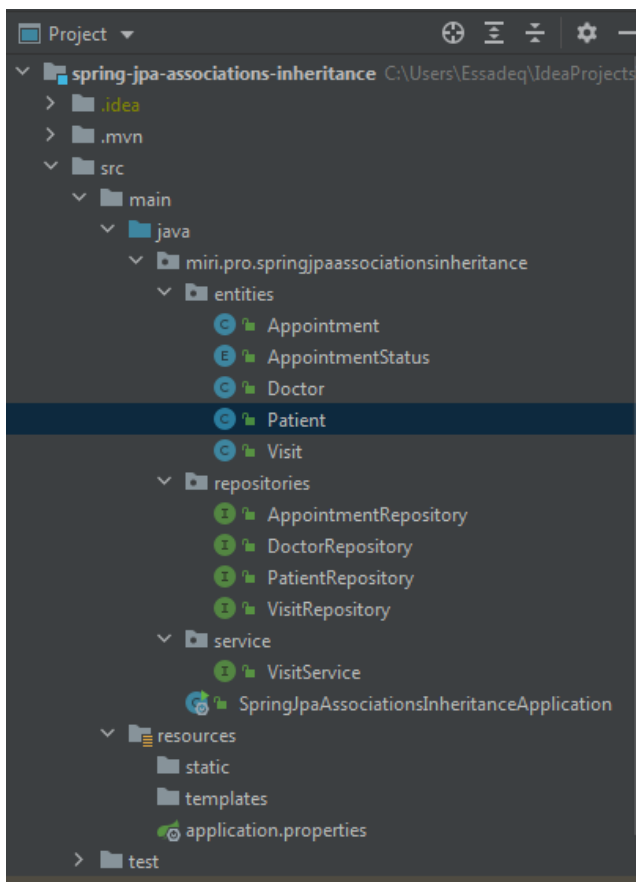 Project
spring-jpa-associations-inheritance C:\Users\Essadeq\IdeaProjects
.idea
.mvn
src
main
java
miri.pro.springjpaassociationsinheritance
entities
C Appointment
E AppointmentStatus
C Doctor
C Patient
C Visit
repositories
I AppointmentRepository
I DoctorRepository
I PatientRepository
I VisitRepository
service
I VisitService
SpringJpaAssociationsInheritanceApplication
resources
static
templates
application.properties
test